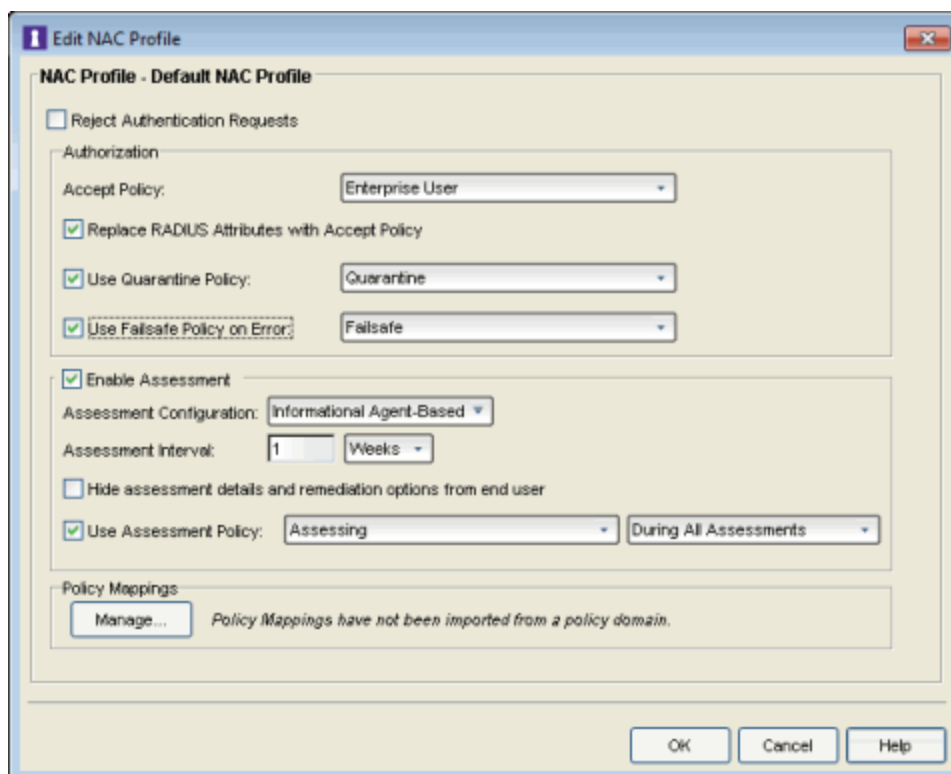 Edit NAC Profile
NAC Profile - Default NAC Profile
Reject Authentication Requests
Authorization
Accept Policy: Enterprise User
Replace RADIUS Attributes with Accept Policy
Use Quarantine Policy: Quarantine
Use Failsafe Policy on Error: Failsafe
Enable Assessment
Assessment Configuration: Informational Agent-Based
Assessment Interval: 1 Weeks
Hide assessment details and remediation options from end user
Use Assessment Policy: Assessing During All Assessments
Policy Mappings
Manage... Policy Mappings have not been imported from a policy domain.
OK Cancel Help